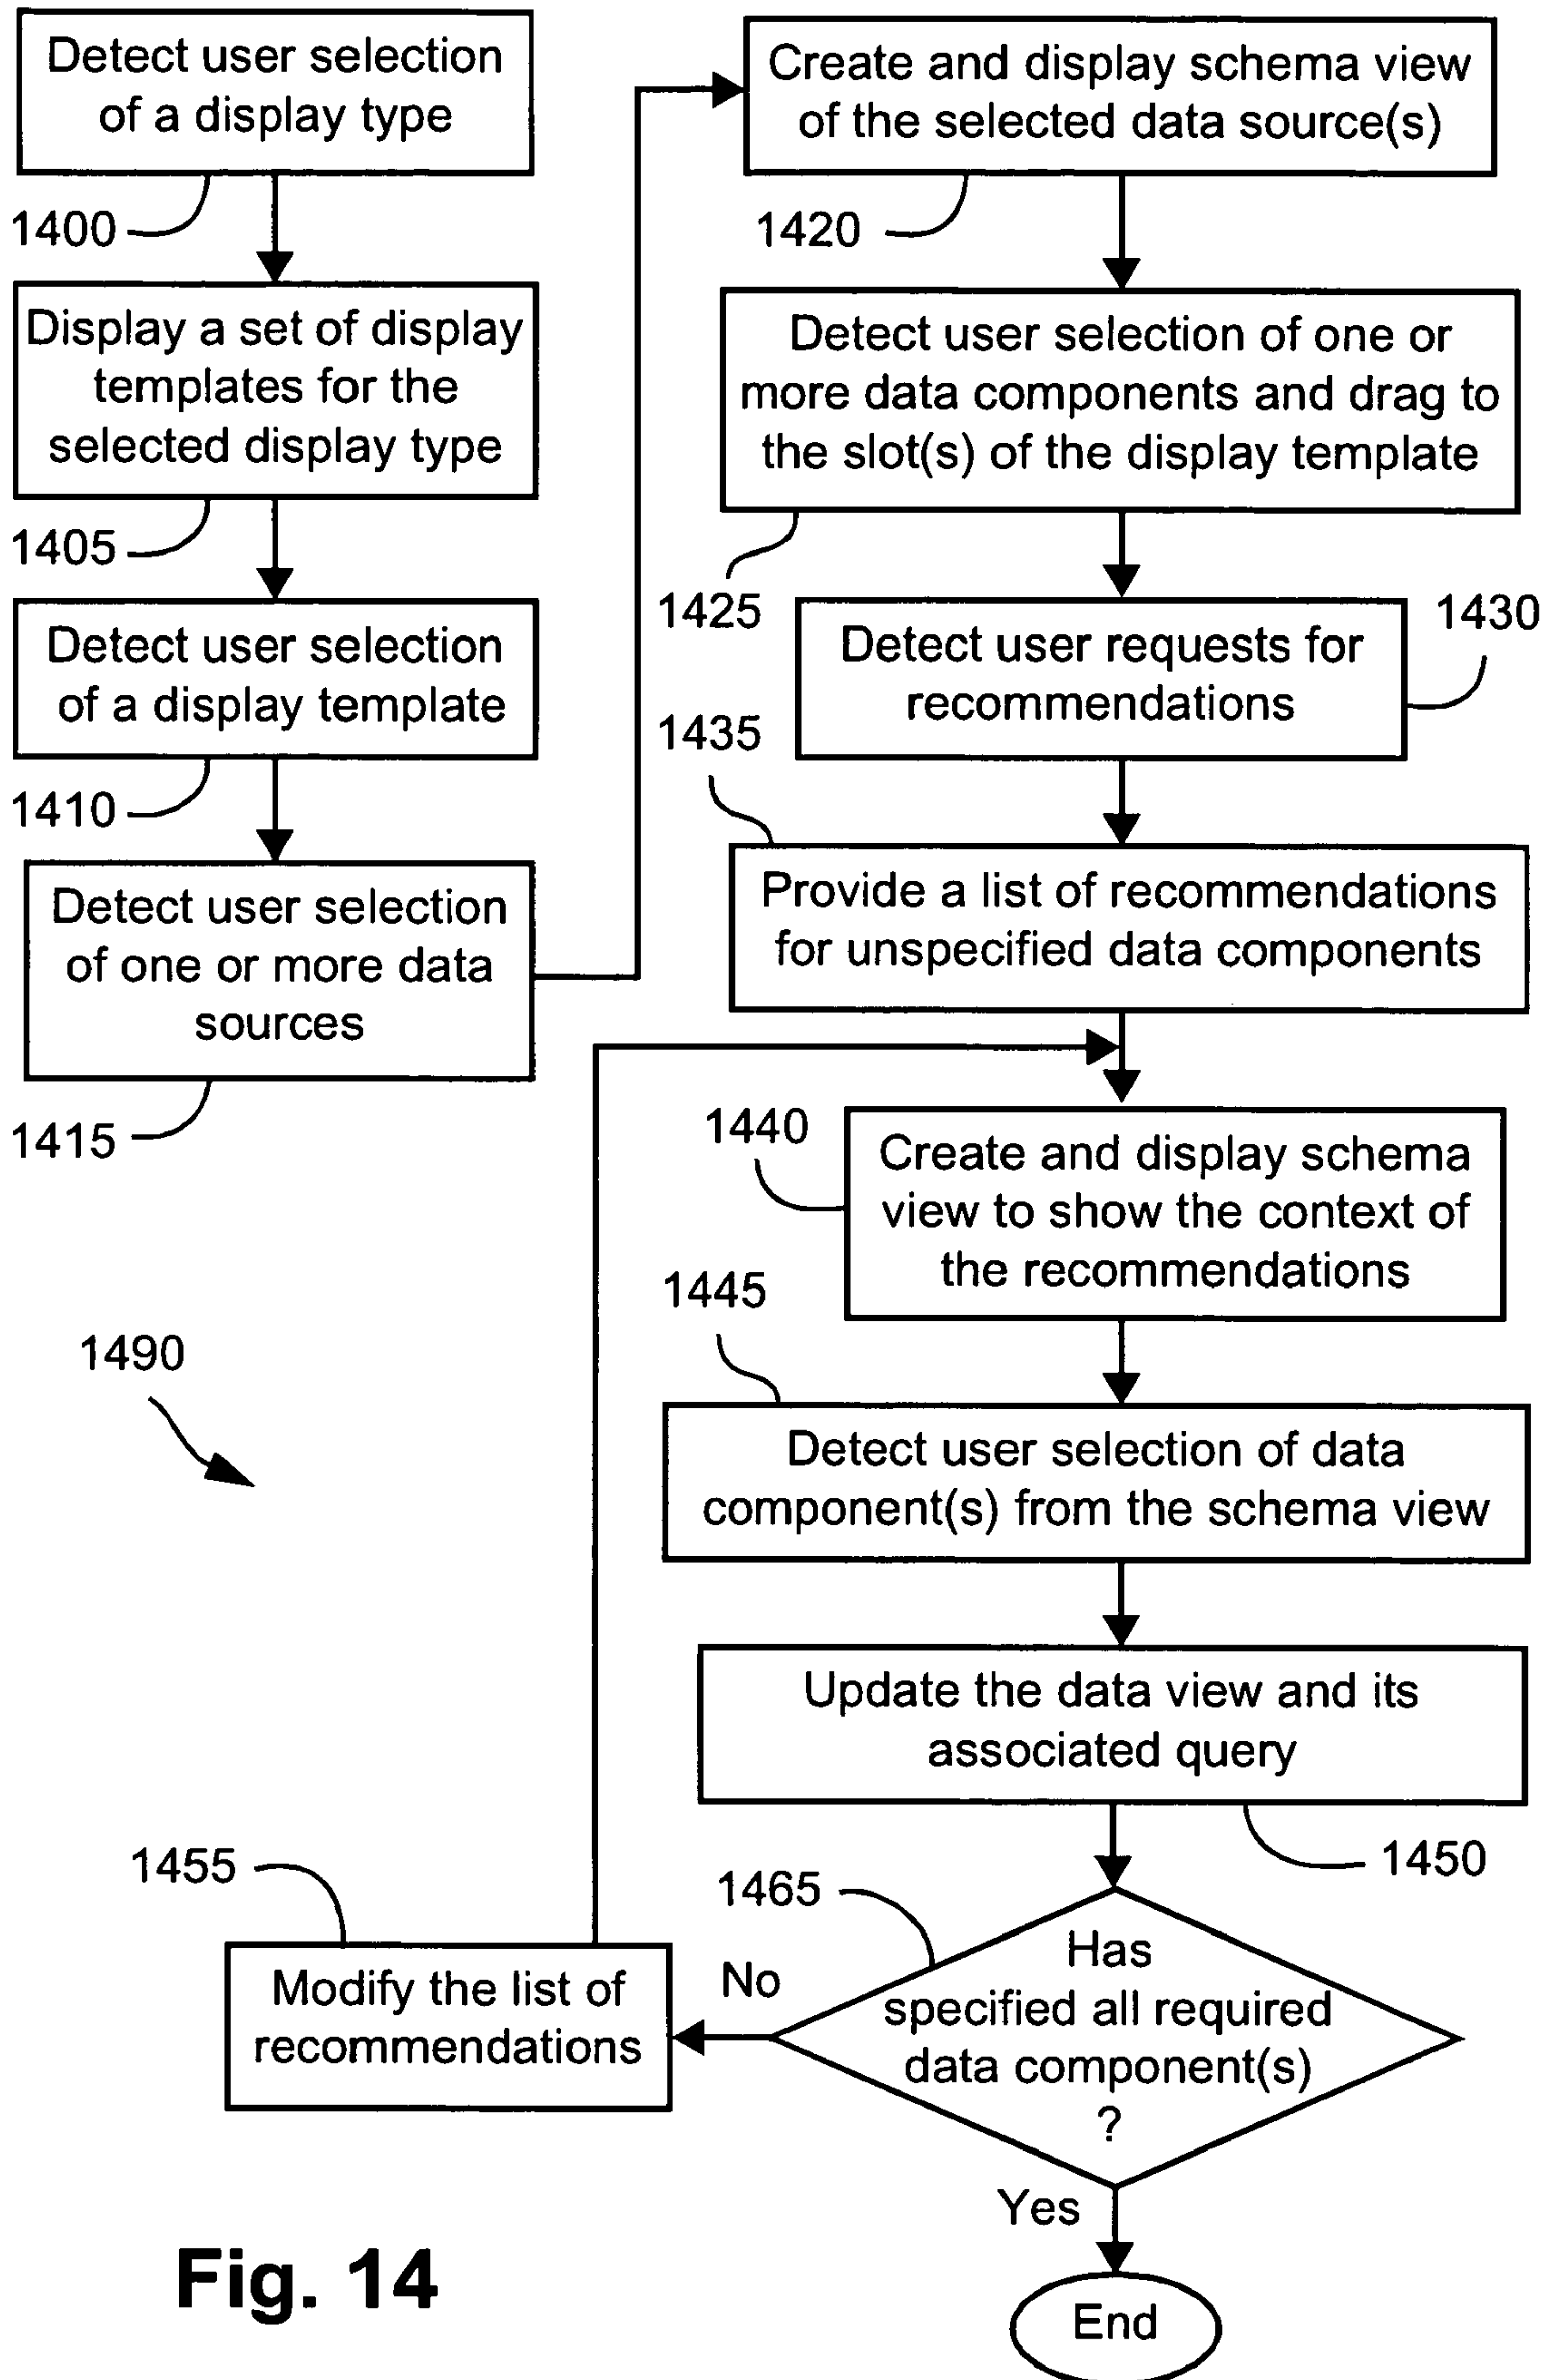 Detect user selection
of a display type
1400
Display a set of display
templates for the
selected display type
1405
Detect user selection
of a display template
1410
Detect user selection
of one or more data
sources
1415
Create and display schema view
of the selected data source(s)
1420
Detect user selection of one or
more data components and drag to
the slot(s) of the display template
1425
Detect user requests for
recommendations
1430
1435
Provide a list of recommendations
for unspecified data components
1440
Create and display schema
view to show the context of
the recommendations
1445
Detect user selection of data
component(s) from the schema view
1490
Update the data view and its
associated query
1450
1465
Has
specified all required
data component(s)
?
No
1455
Modify the list of
recommendations
Yes
End
Fig. 14